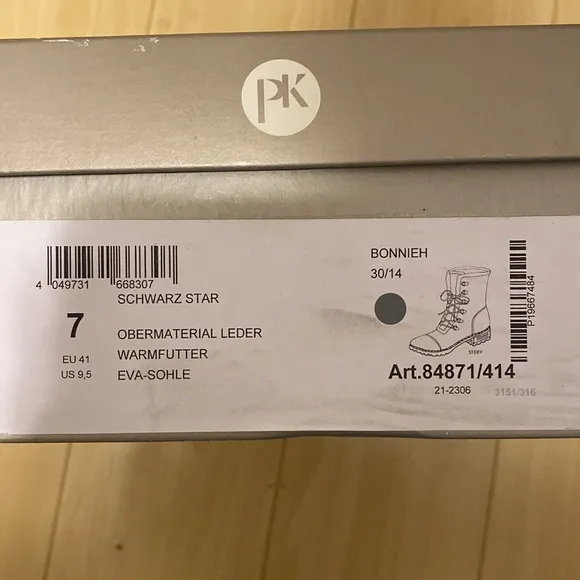 PK
4 049731 668307
SCHWARZ STAR
7
EU 41
US 9,5
OBERMATERIAL LEDER
WARMFUTTER
EVA-SOHLE
BONNIEH
30/14
STEFFY
P19667484
Art.84871/414
21-2306 3151/316